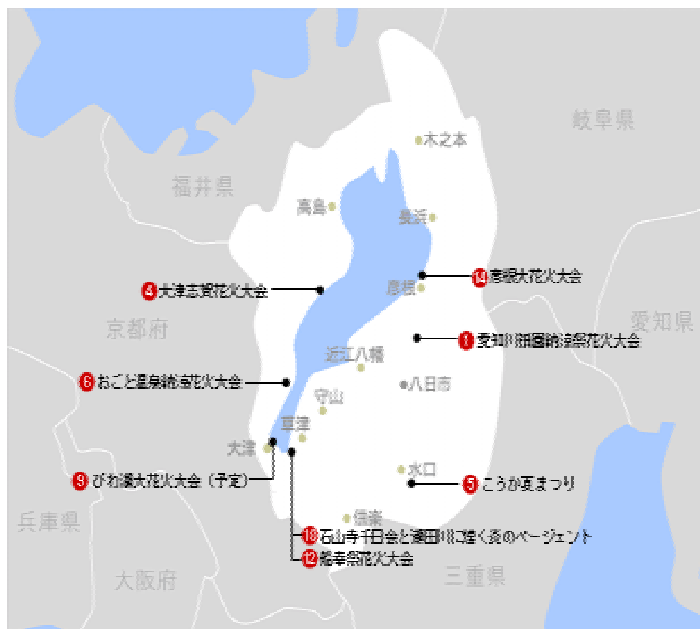 岐阜県
木之本
福井県
高島
長浜
⑭彦根大花火大会
④大津志賀花火大会
彦根
愛知県
京都府
①愛知川祇園納涼祭花火大会
近江八幡
⑥おごと温泉納涼花火大会
八日市
守山
草津
大津
水口
⑨びわ湖大花火大会（予定）
⑤こうか夏まつり
兵庫県
信楽
石山寺千日会と瀬田川に煌く炎のページェント
⑫船幸祭花火大会
大阪府
三重県